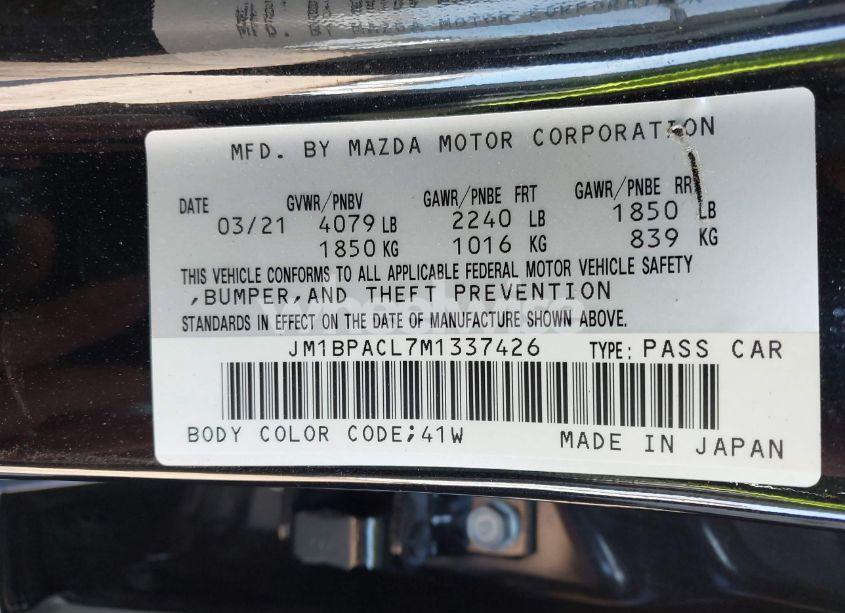 MFD. BY MAZDA MOTOR CORPORATION
DATE GVWR/PNBV GAWR/PNBE FRT GAWR/PNBE RR
03/21 4079 LB 2240 LB 1850 LB
1850 KG 1016 KG 839 KG
THIS VEHICLE CONFORMS TO ALL APPLICABLE FEDERAL MOTOR VEHICLE SAFETY
,BUMPER,AND THEFT PREVENTION
STANDARDS IN EFFECT ON THE DATE OF MANUFACTURE SHOWN ABOVE.
JM1BPACL7M1337426 TYPE: PASS CAR
BODY COLOR CODE;41W MADE IN JAPAN